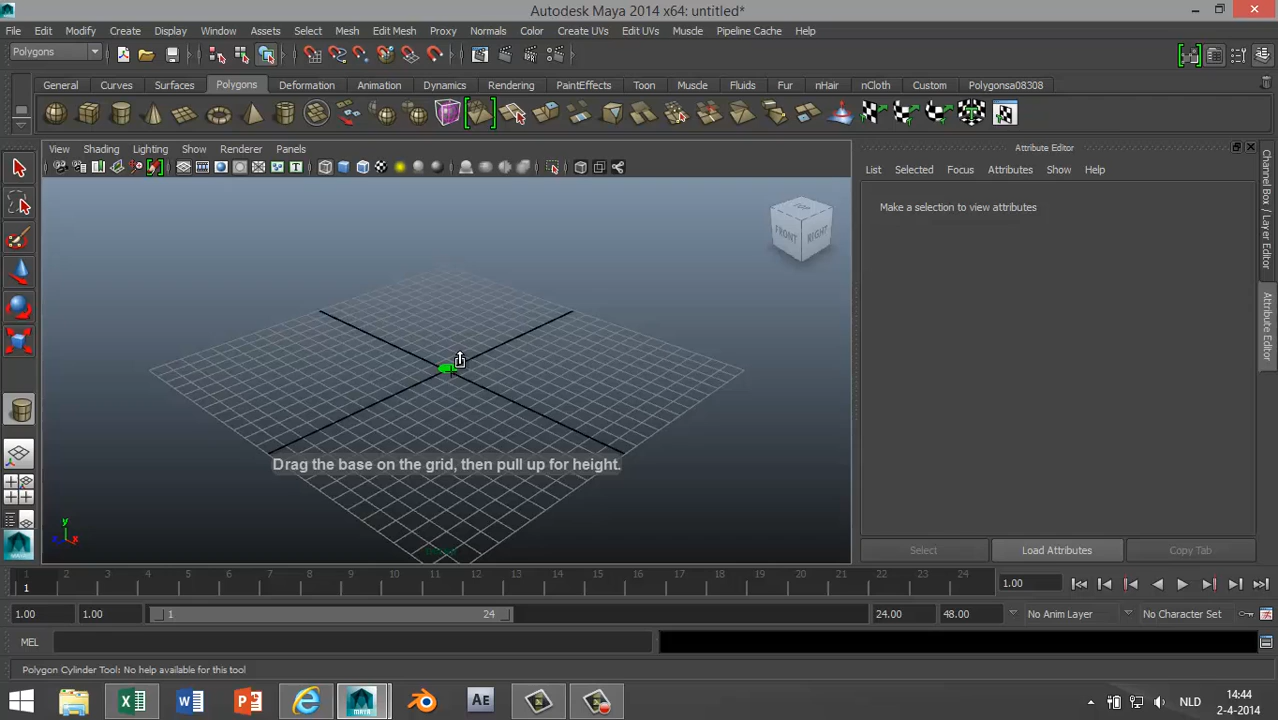 Autodesk Maya 2014 x64: untitled*
File Edit Modify Create Display Window Assets Select Mesh Edit Mesh Proxy Normals Color Create UVs Edit UVs Muscle Pipeline Cache Help
Polygons
General Curves Surfaces Polygons Deformation Animation Dynamics Rendering PaintEffects Toon Muscle Fluids Fur nHair nCloth Custom Polygonsa08308
View Shading Lighting Show Renderer Panels
Attribute Editor
List Selected Focus Attributes Show Help
Make a selection to view attributes
FRONT RIGHT
Channel Box / Layer Editor
Attribute Editor
Drag the base on the grid, then pull up for height.
y
z x
Select Load Attributes Copy Tab
1 2 3 4 5 6 7 8 9 10 11 12 13 14 15 16 17 18 19 20 21 22 23 24
1 1.00
1.00 1.00 1 24 24.00 48.00 No Anim Layer No Character Set
MEL
Polygon Cylinder Tool: No help available for this tool
NLD 14:44
2-4-2014